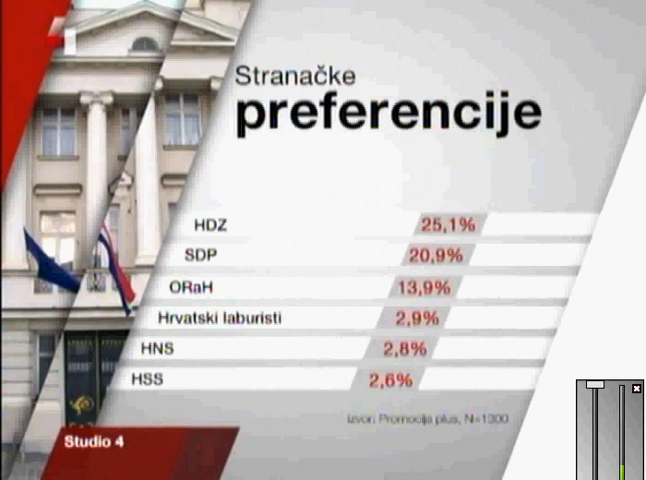 Stranačke
preferencije
HDZ 25,1%
SDP 20,9%
ORaH 13,9%
Hrvatski laburisti 2,9%
HNS 2,8%
HSS 2,6%
Izvor: Promocija plus, N=1300
Studio 4